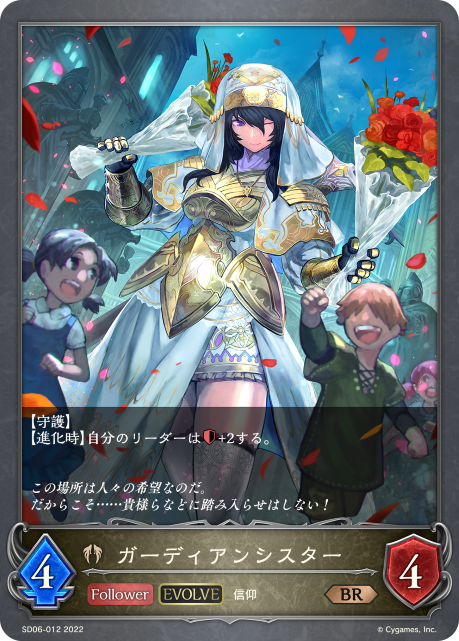 【守護】
【進化時】自分のリーダーは+2する。
この場所は人々の希望なのだ。
だからこそ……貴様らなどに踏み入らせはしない！
ガーディアンシスター
4
4
Follower EVOLVE 信仰 BR
SD06-012 2022
© Cygames, Inc.